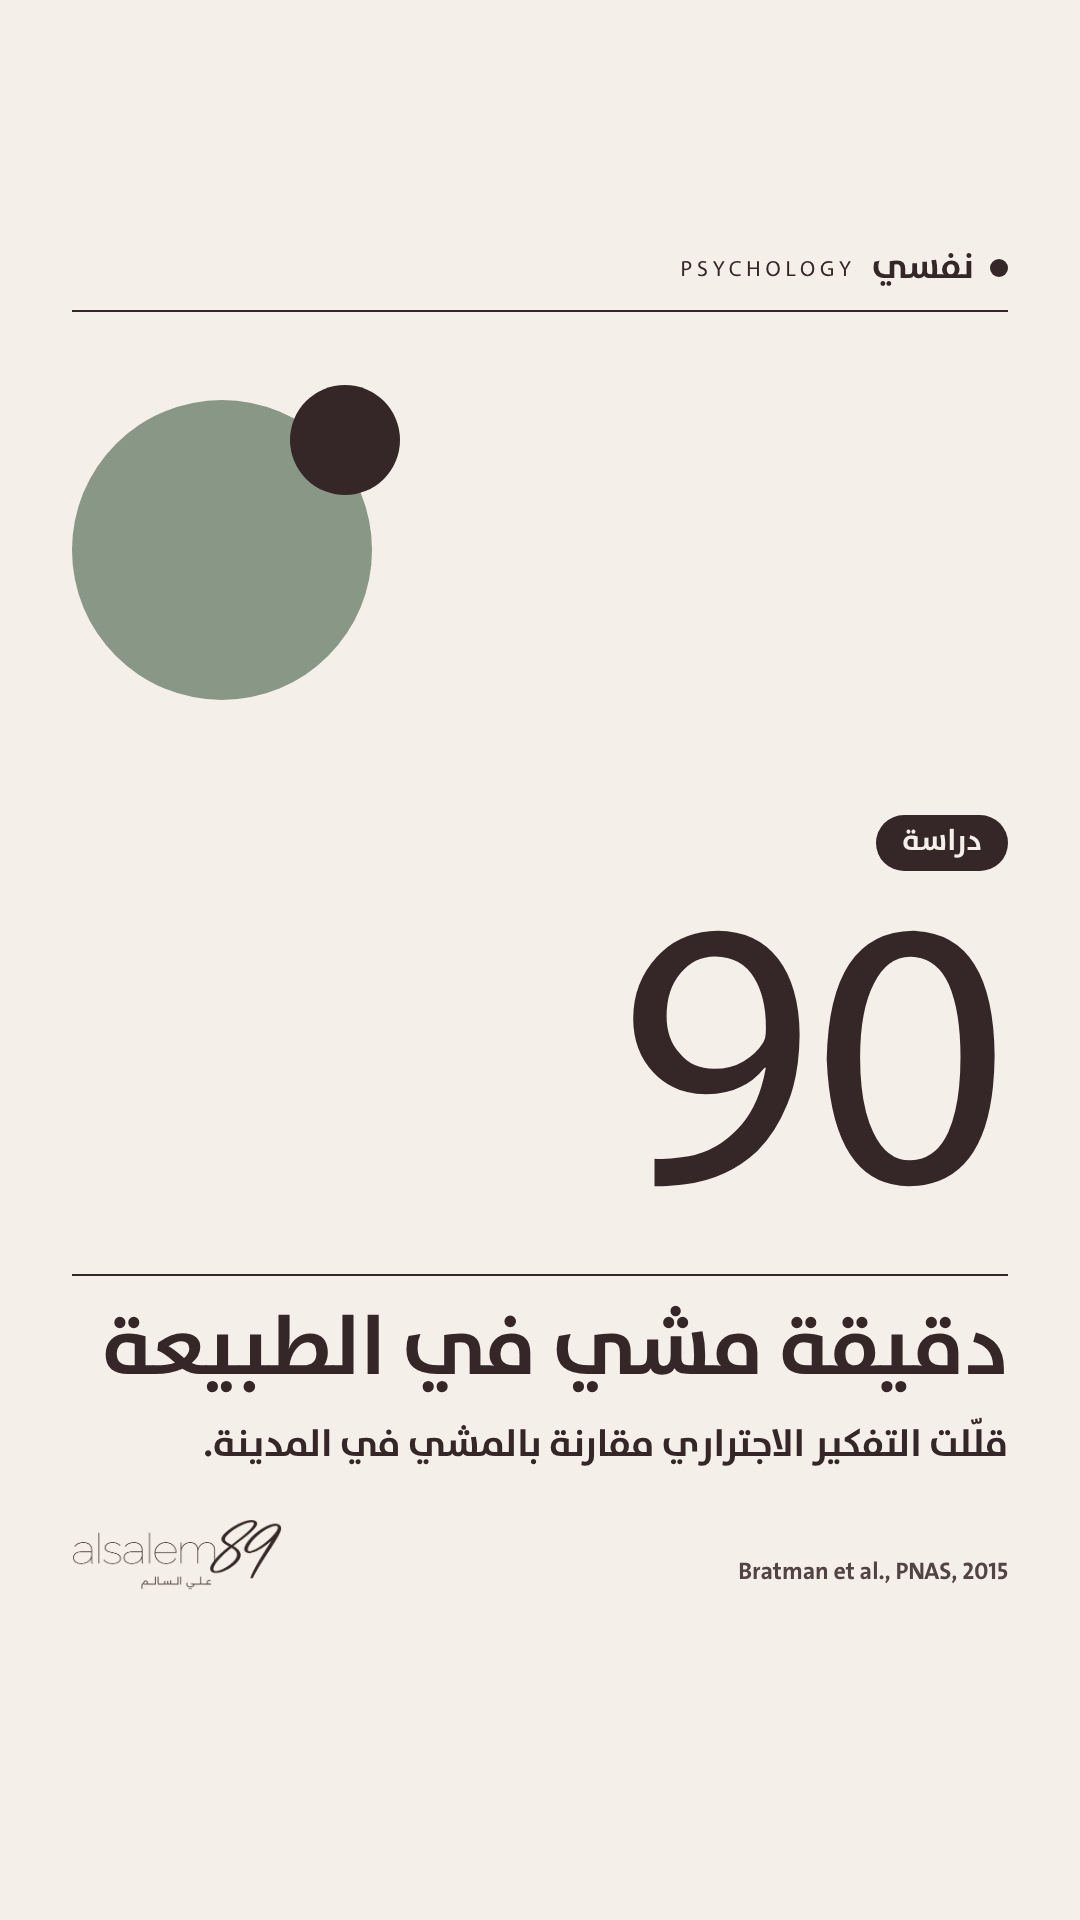 نفسي PSYCHOLOGY
دراسة
90
دقيقة مشي في الطبيعة
قلّلت التفكير الاجتراري مقارنة بالمشي في المدينة.
Bratman et al., PNAS, 2015
alsalem89
علي السالم